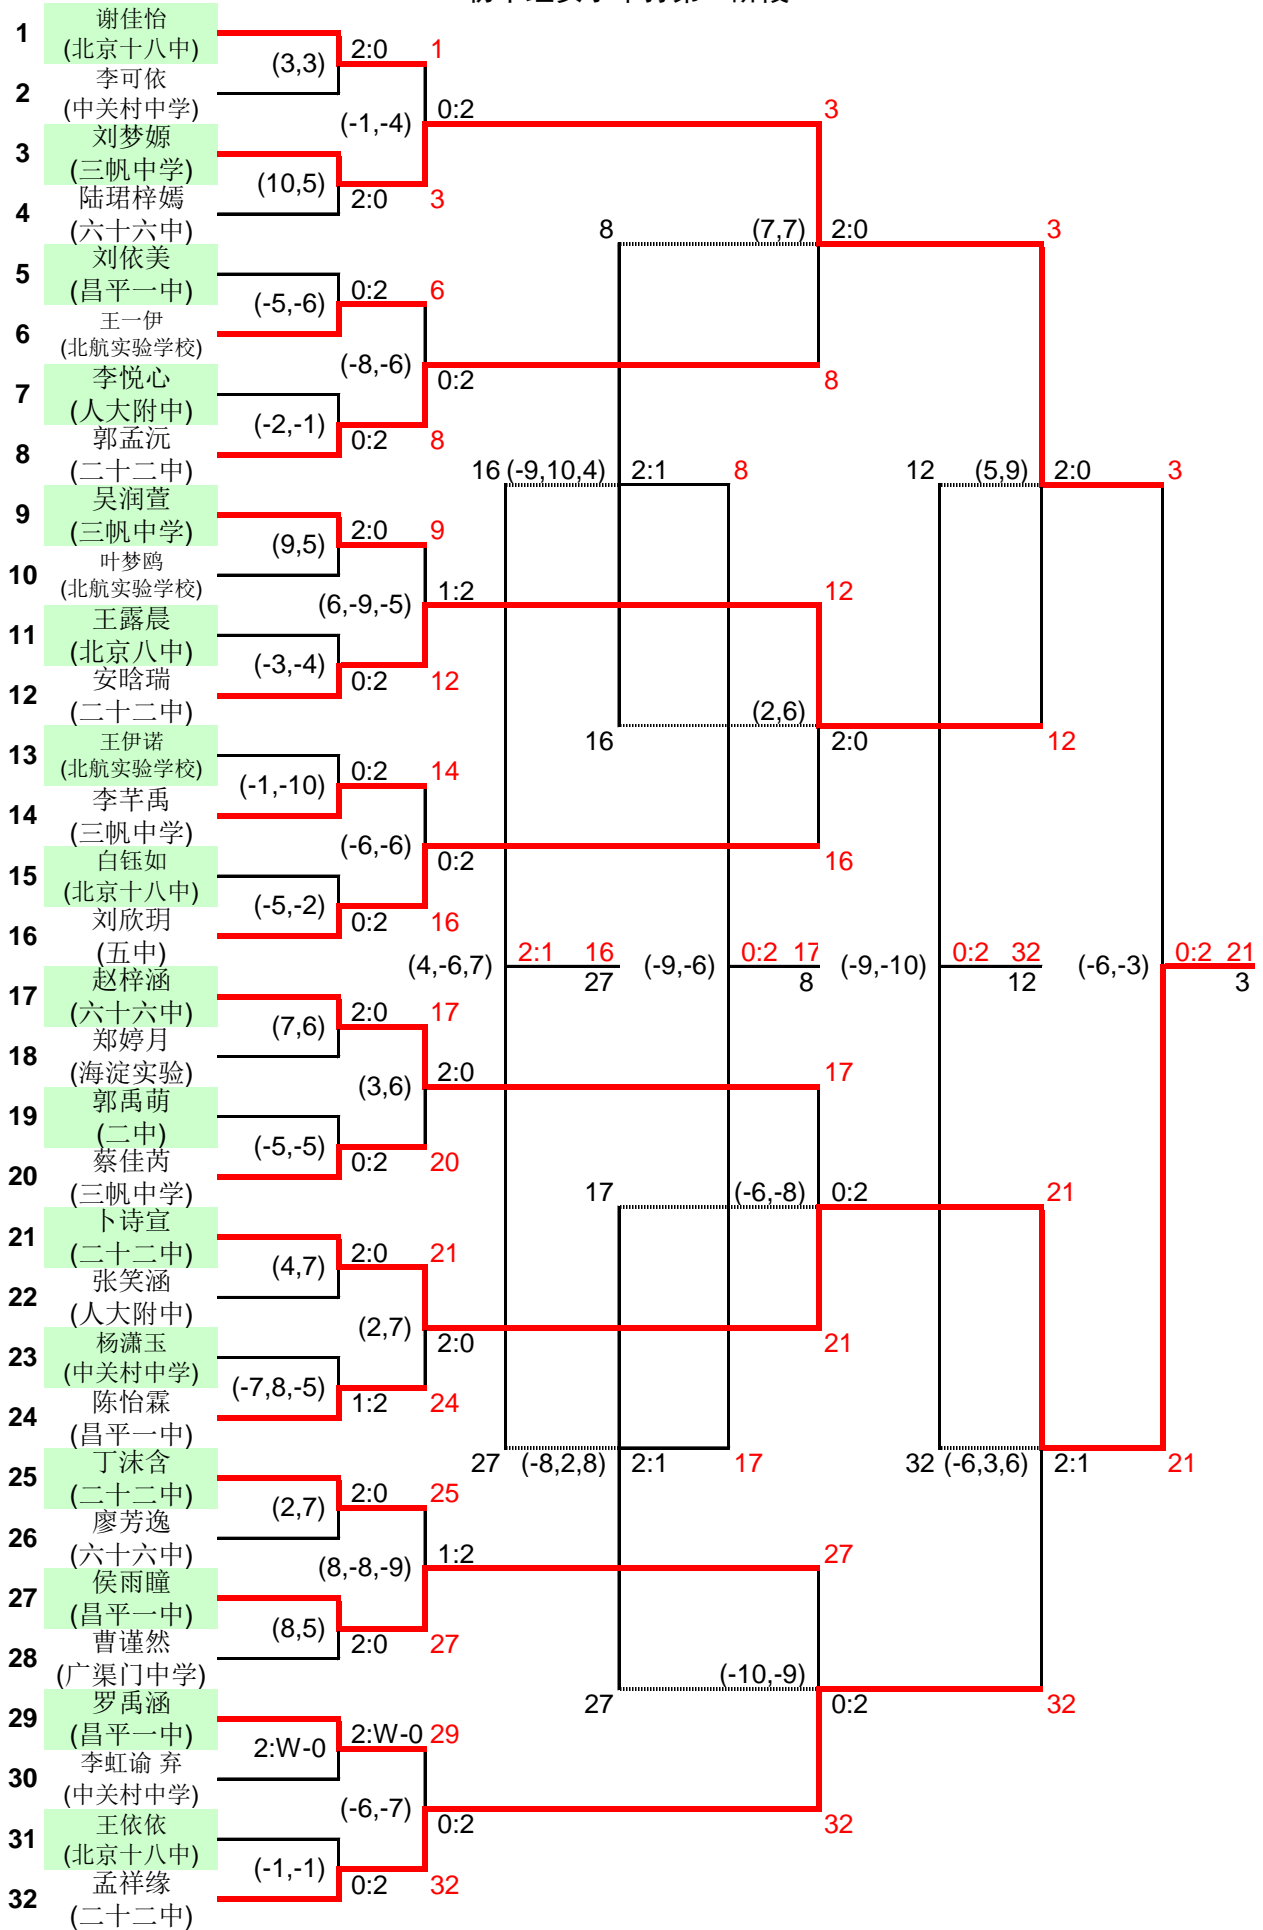 1
谢佳怡
(北京十八中)
2
李可依
(中关村中学)
3
刘梦嫄
(三帆中学)
4
陆珺梓嫣
(六十六中)
5
刘依美
(昌平一中)
6
王一伊
(北航实验学校)
7
李悦心
(人大附中)
8
郭孟沅
(二十二中)
9
吴润萱
(三帆中学)
10
叶梦鸥
(北航实验学校)
11
王露晨
(北京八中)
12
安晗瑞
(二十二中)
13
王伊诺
(北航实验学校)
14
李芊禹
(三帆中学)
15
白钰如
(北京十八中)
16
刘欣玥
(五中)
17
赵梓涵
(六十六中)
18
郑婷月
(海淀实验)
19
郭禹萌
(二中)
20
蔡佳芮
(三帆中学)
21
卜诗宣
(二十二中)
22
张笑涵
(人大附中)
23
杨潇玉
(中关村中学)
24
陈怡霖
(昌平一中)
25
丁沫含
(二十二中)
26
廖芳逸
(六十六中)
27
侯雨瞳
(昌平一中)
28
曹谨然
(广渠门中学)
29
罗禹涵
(昌平一中)
30
李虹谕 弃
(中关村中学)
31
王依依
(北京十八中)
32
孟祥缘
(二十二中)
(3,3) 2:0 1
(10,5) 2:0 3
(-5,-6) 0:2 6
(-2,-1) 0:2 8
(9,5) 2:0 9
(-3,-4) 0:2 12
(-1,-10) 0:2 14
(-5,-2) 0:2 16
(7,6) 2:0 17
(-5,-5) 0:2 20
(4,7) 2:0 21
(-7,8,-5) 1:2 24
(2,7) 2:0 25
(8,5) 2:0 27
2:W-0 2:W-0 29
(-1,-1) 0:2 32
(-1,-4) 0:2 3
(-8,-6) 0:2 8
(6,-9,-5) 1:2 12
(-6,-6) 0:2 16
(3,6) 2:0 17
(2,7) 2:0 21
(8,-8,-9) 1:2 27
(-6,-7) 0:2 32
8 (7,7) 2:0 3
16 (2,6) 2:0 12
17 (-6,-8) 0:2 21
27 (-10,-9) 0:2 32
16 (-9,10,4) 2:1 8
27 (-8,2,8) 2:1 17
12 (5,9) 2:0 3
32 (-6,3,6) 2:1 21
(4,-6,7) 2:1 16
27
(-9,-6) 0:2 17
8
(-9,-10) 0:2 32
12
(-6,-3) 0:2 21
3